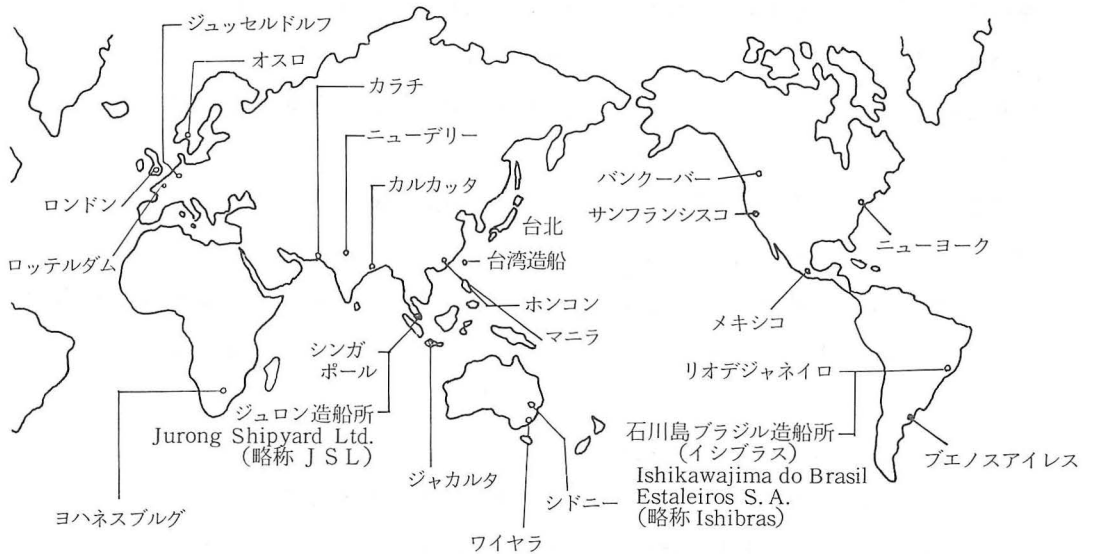 ジュッセルドルフ
オスロ
カラチ
ニューデリー
カルカッタ
ロンドン
ロッテルダム
台北
台湾造船
ホンコン
マニラ
シンガ
ポール
ジュロン造船所
Jurong Shipyard Ltd.
(略称 JSL)
ジャカルタ
シドニー
ワイヤラ
ヨハネスブルグ
バンクーバー
サンフランシスコ
ニューヨーク
メキシコ
リオデジャネイロ
石川島ブラジル造船所
(イシブラス)
Ishikawajima do Brasil
Estaleiros S. A.
(略称 Ishibras)
ブエノスアイレス